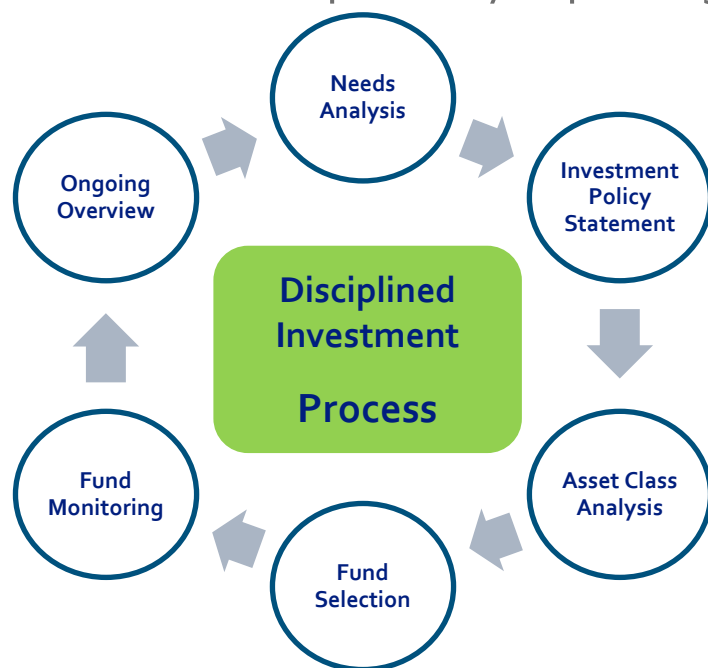 Needs
Analysis
Investment
Policy
Statement
Asset Class
Analysis
Fund
Selection
Fund
Monitoring
Ongoing
Overview
Disciplined
Investment
Process